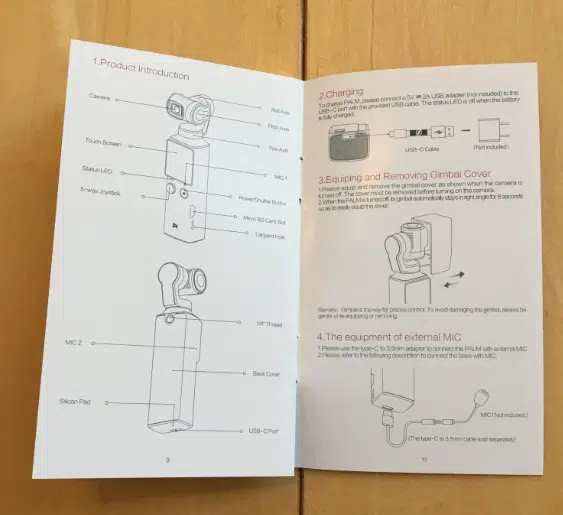 1.Product Introduction
Camera
Roll Axis
Pitch Axis
Yaw Axis
Touch Screen
MIC 1
Status LED
5-way Joystick
Power/Shutter Button
Micro SD Card Slot
Lanyard Hole
1/4" Thread
MIC 2
Back Cover
Silicon Pad
USB-C Port
9
2.Charging
To charge PALM, please connect a 5V ⎓ 2A USB adapter (not included) to the
USB-C port with the provided USB cable. The status LED is off when the battery
is fully charged.
USB-C Cable
(Not included)
3.Equiping and Removing Gimbal Cover
1.Please equip and remove the gimbal cover as shown when the camera is
turned off. The cover must be removed before turning on the camera.
2.When the PALM is turned off, its gimbal automatically stays in right angle for 8 seconds
so as to easily equip the cover.
Remark: Gimbal is the key for precise control. To avoid damaging the gimbal, please be
gentle while equipping or removing.
4.The equipment of external MIC
1.Please use the type-C to 3.5mm adapter to connect the PALM with external MIC
2.Please refer to the following description to connect the base with MIC.
MIC(Not included)
(The type-C to 3.5mm cable sold separately)
10